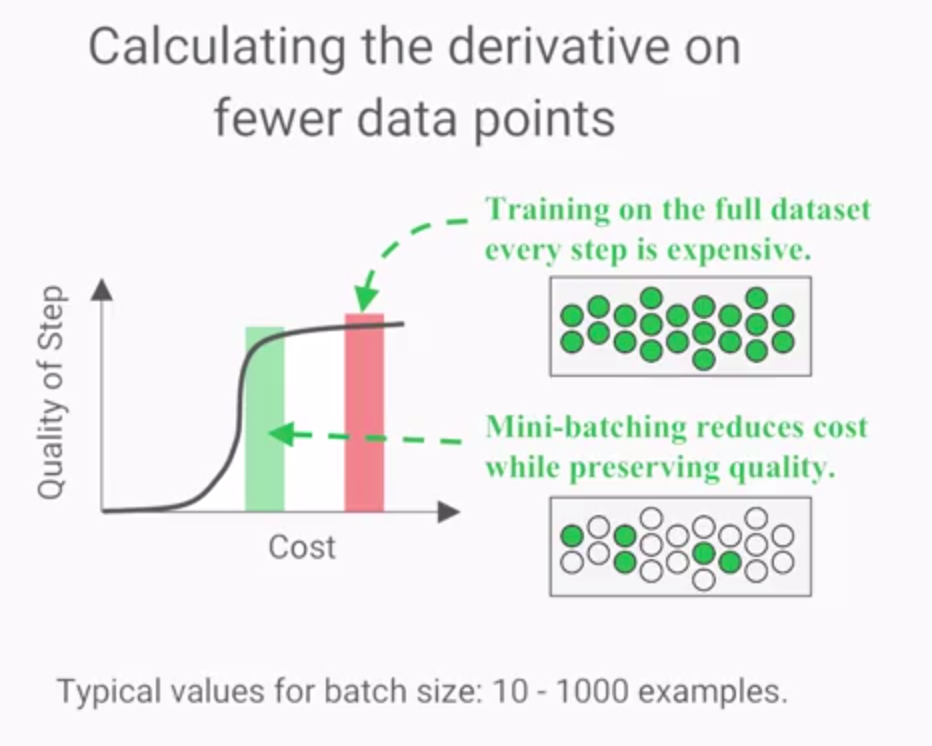 Calculating the derivative on
fewer data points
Training on the full dataset
every step is expensive.
Quality of Step
Mini-batching reduces cost
while preserving quality.
Cost
Typical values for batch size: 10 - 1000 examples.